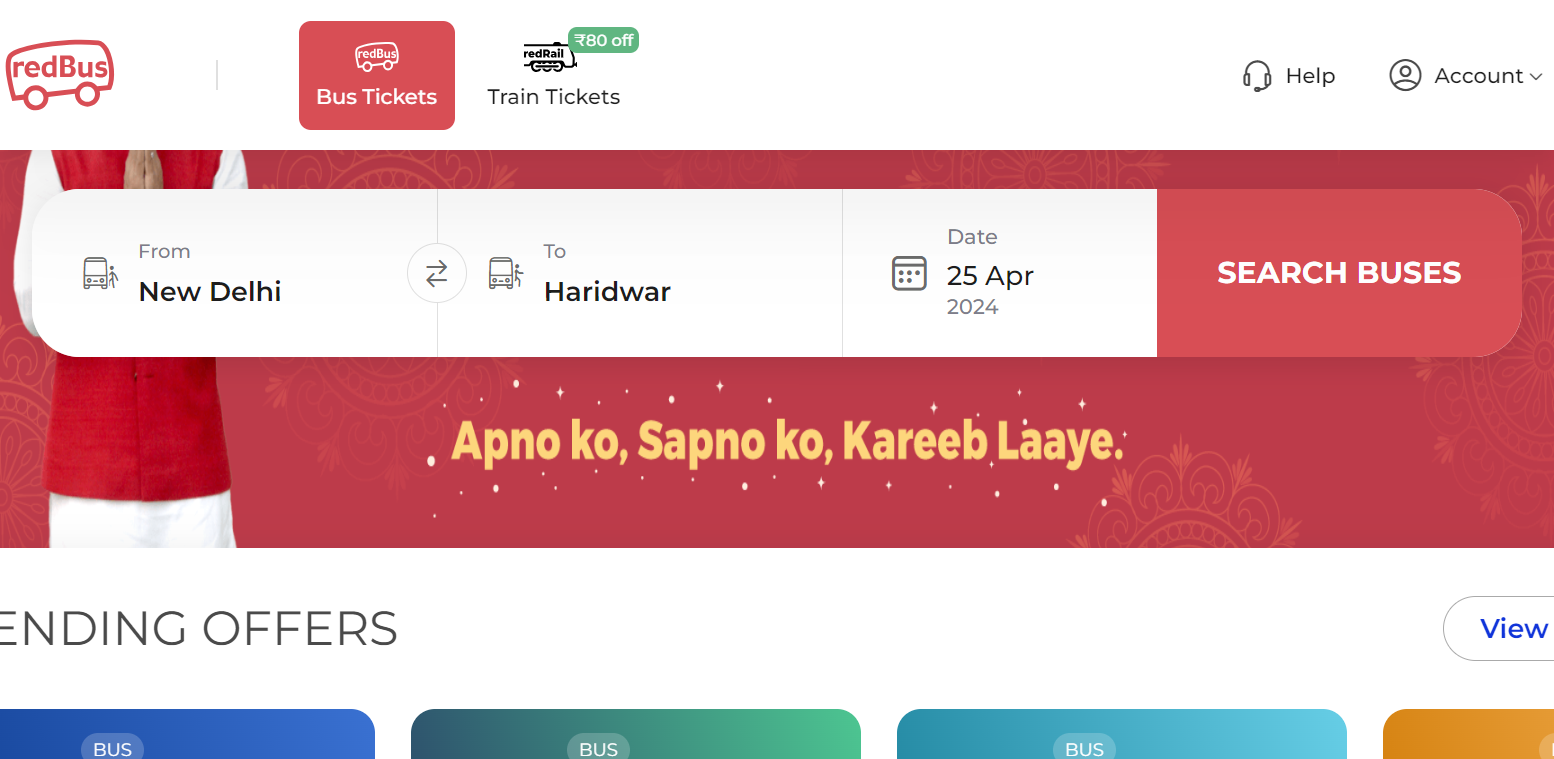 redBus
redBus
Bus Tickets
redRail
₹80 off
Train Tickets
Help
Account
From
New Delhi
To
Haridwar
Date
25 Apr
2024
SEARCH BUSES
Apno ko, Sapno ko, Kareeb Laaye.
ENDING OFFERS
View
BUS
BUS
BUS